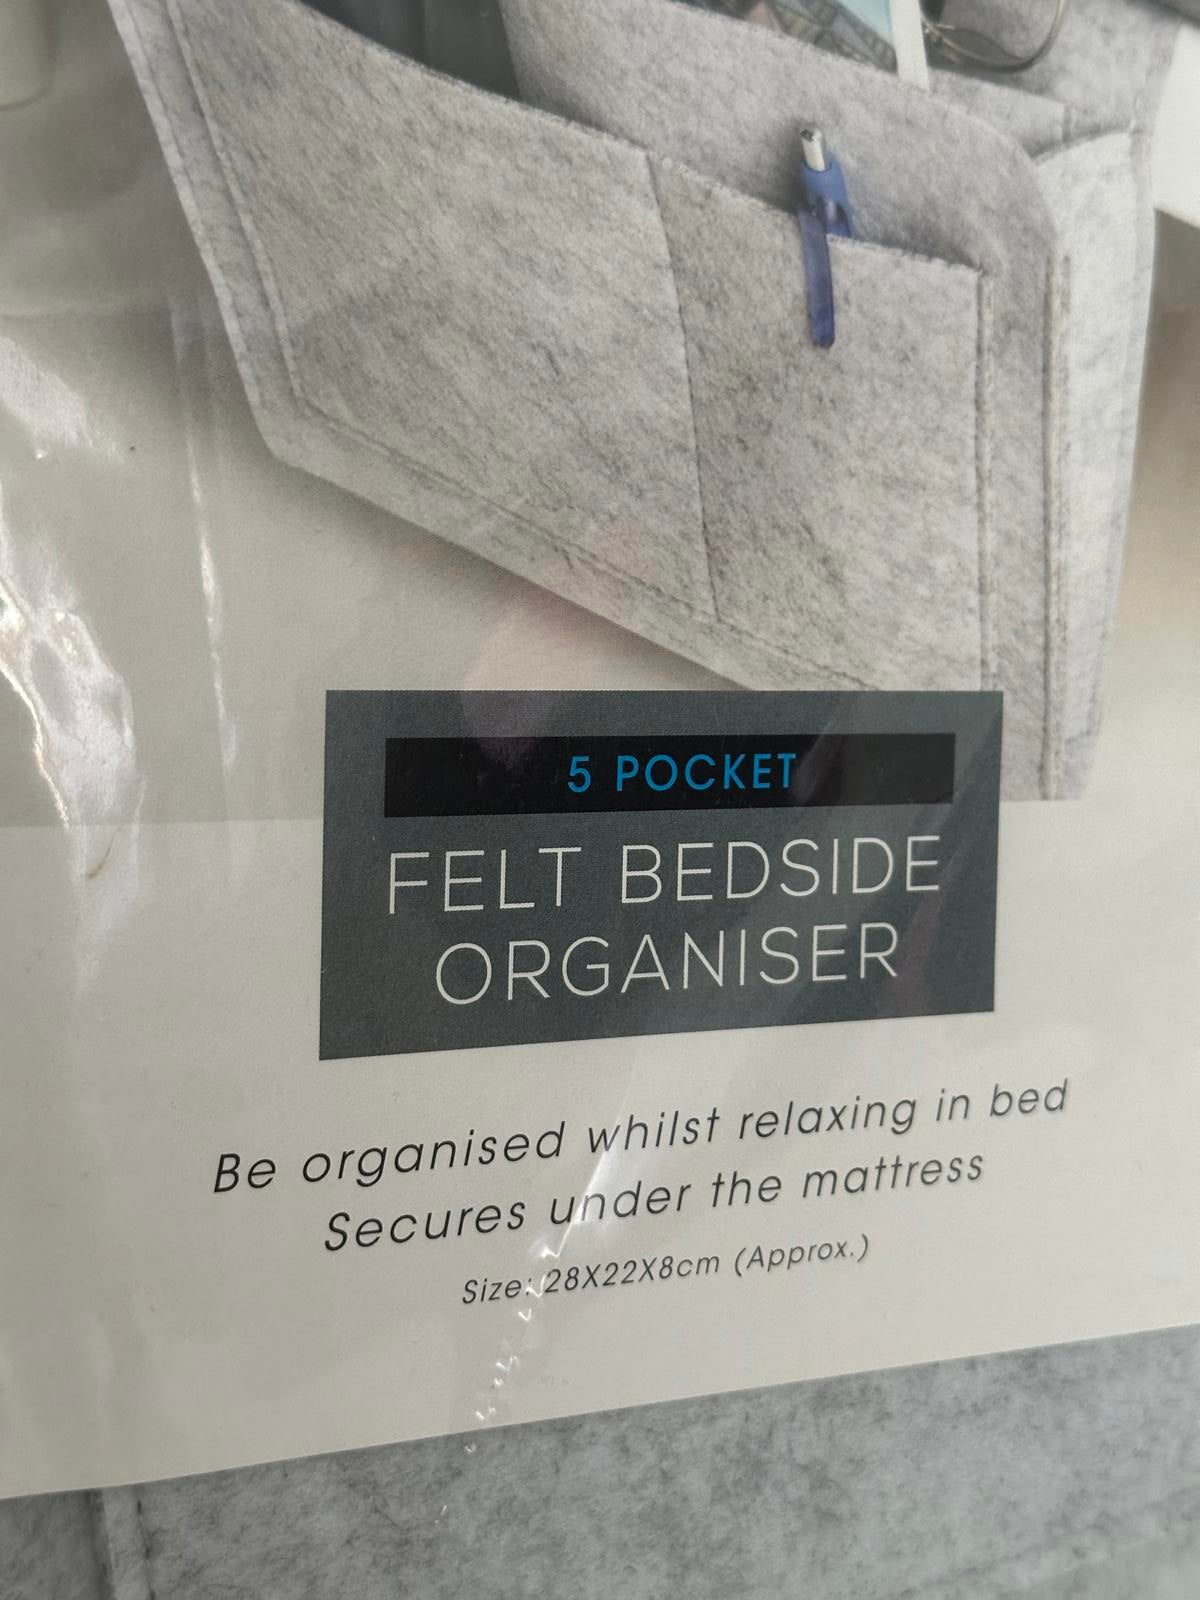 5 POCKET
FELT BEDSIDE
ORGANISER
Be organised whilst relaxing in bed
Secures under the mattress
Size: 28X22X8cm (Approx.)